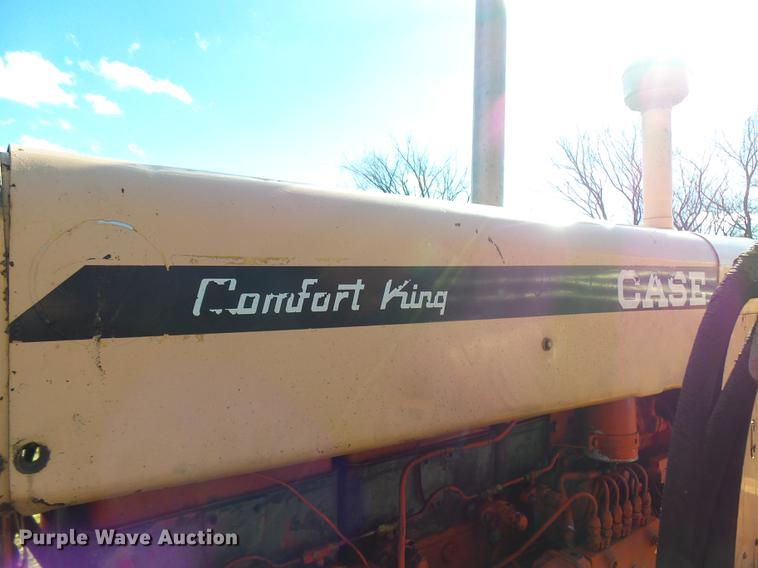 Comfort King CASE
Purple Wave Auction